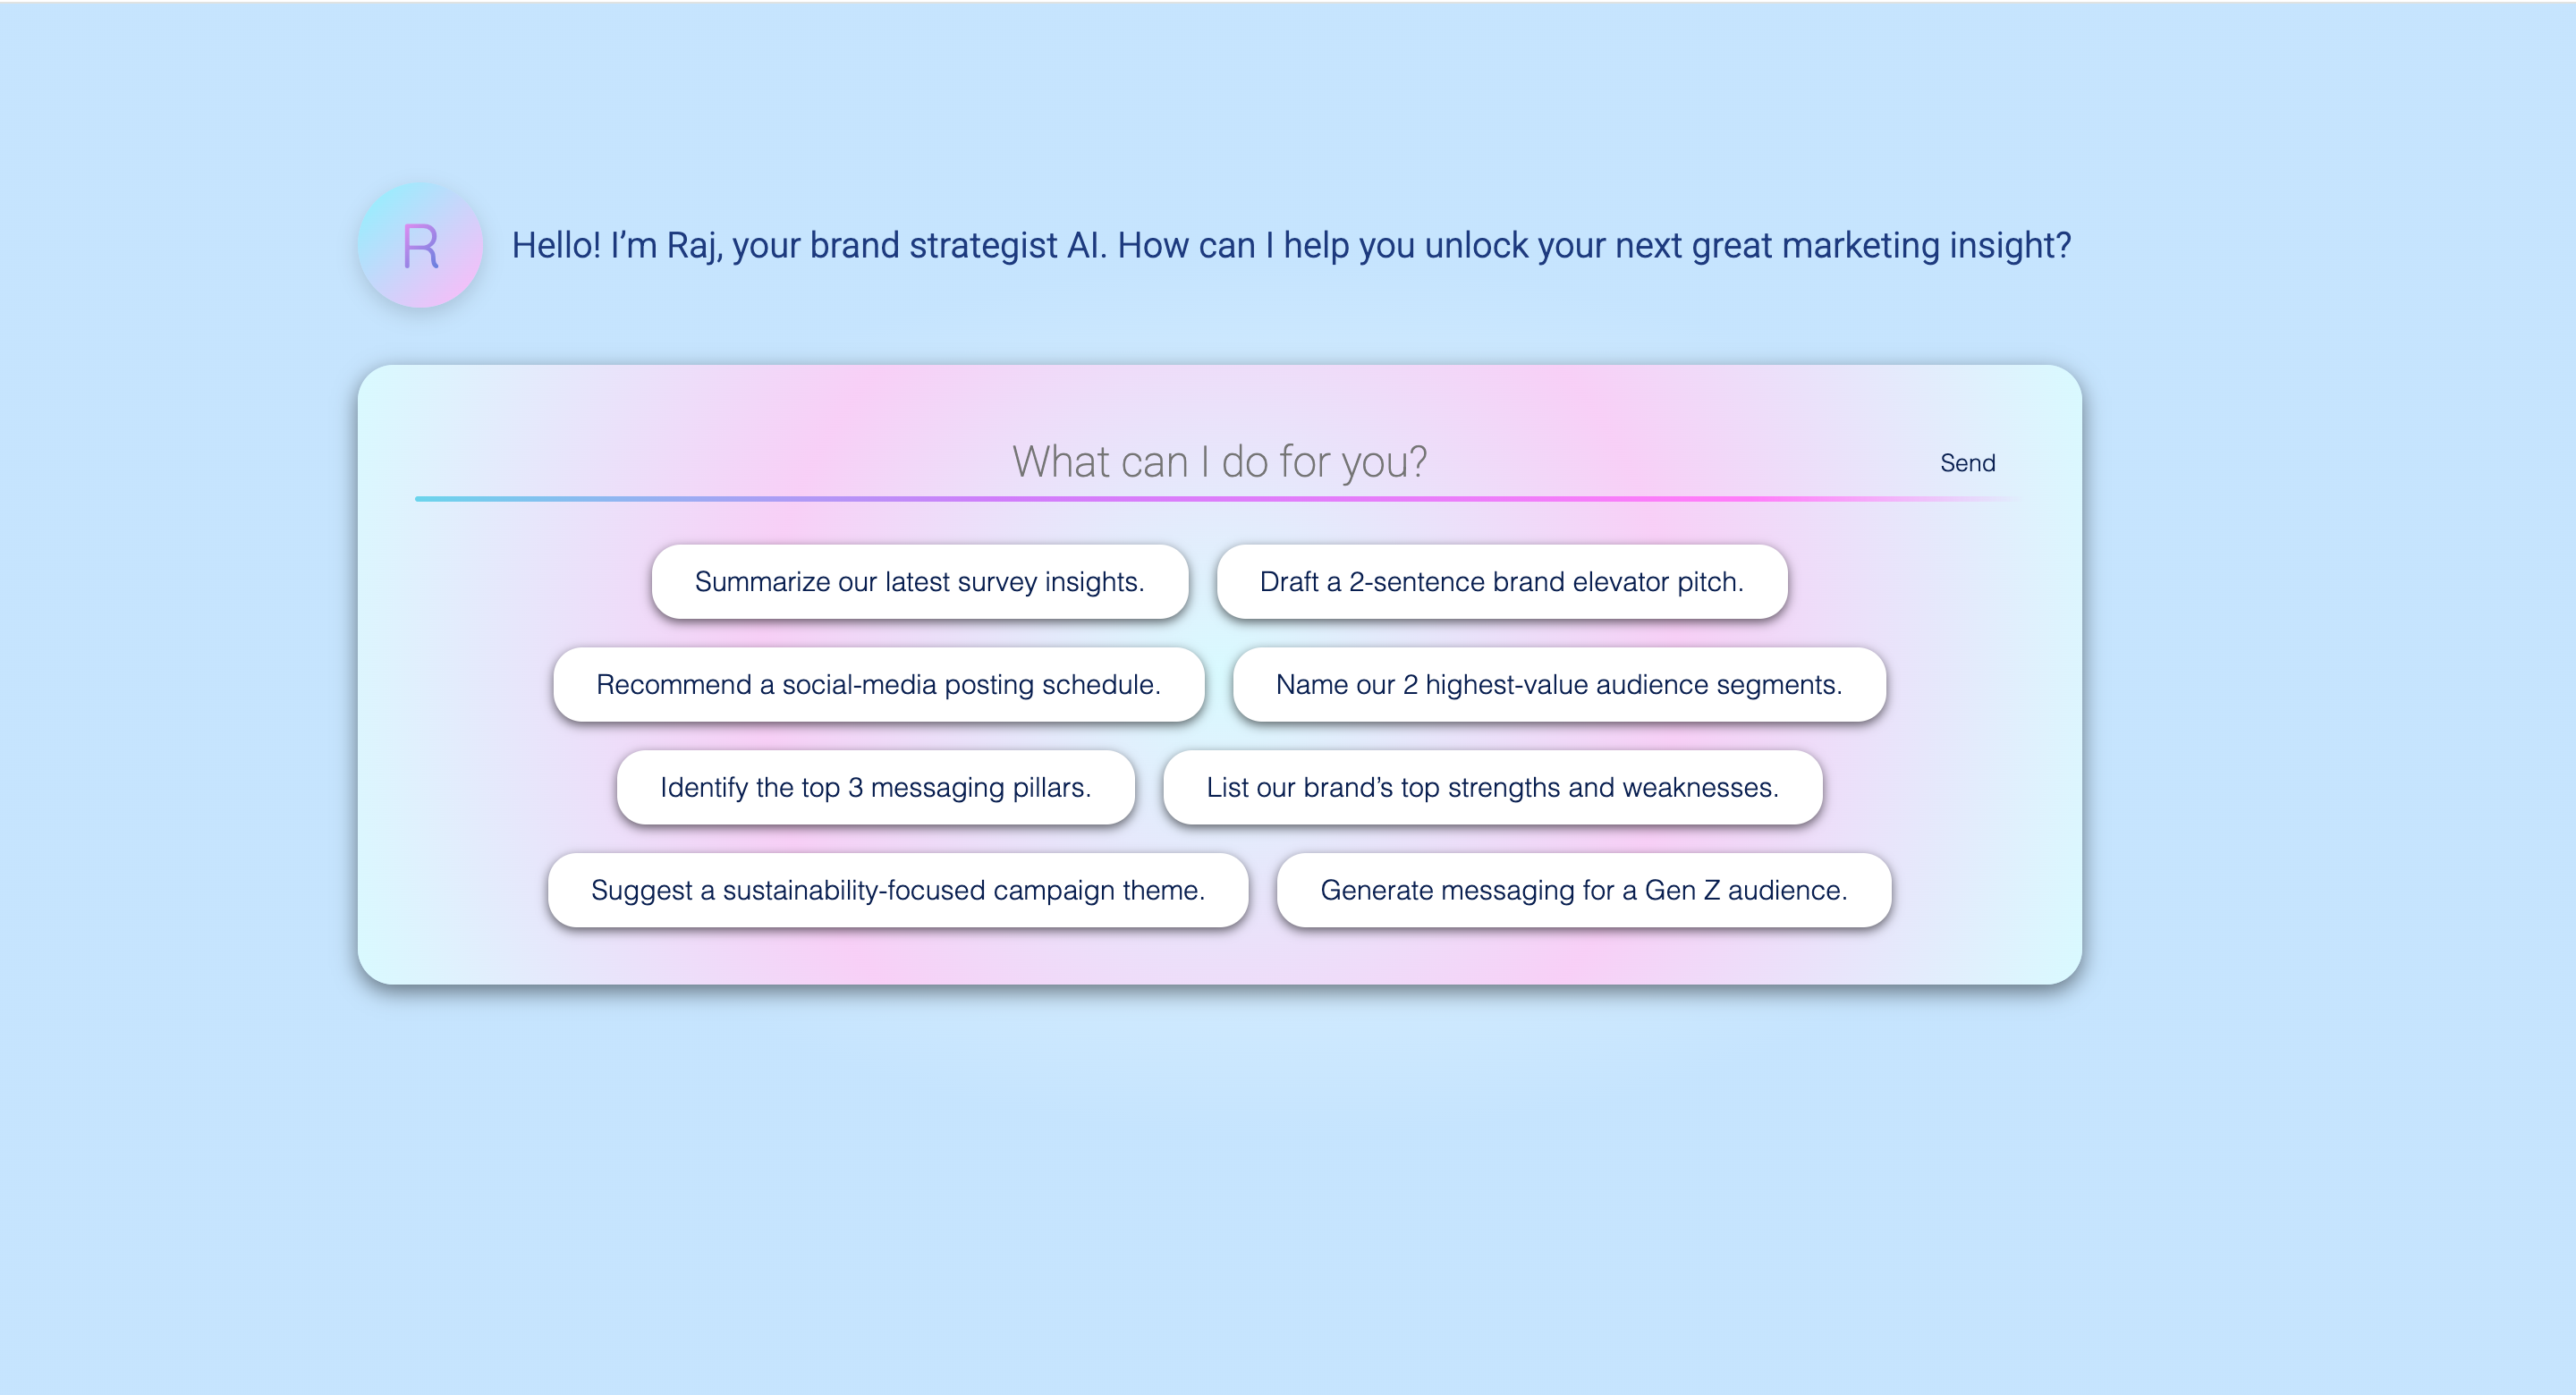 R
Hello! I’m Raj, your brand strategist AI. How can I help you unlock your next great marketing insight?
What can I do for you?
Send
Summarize our latest survey insights.
Draft a 2-sentence brand elevator pitch.
Recommend a social-media posting schedule.
Name our 2 highest-value audience segments.
Identify the top 3 messaging pillars.
List our brand’s top strengths and weaknesses.
Suggest a sustainability-focused campaign theme.
Generate messaging for a Gen Z audience.